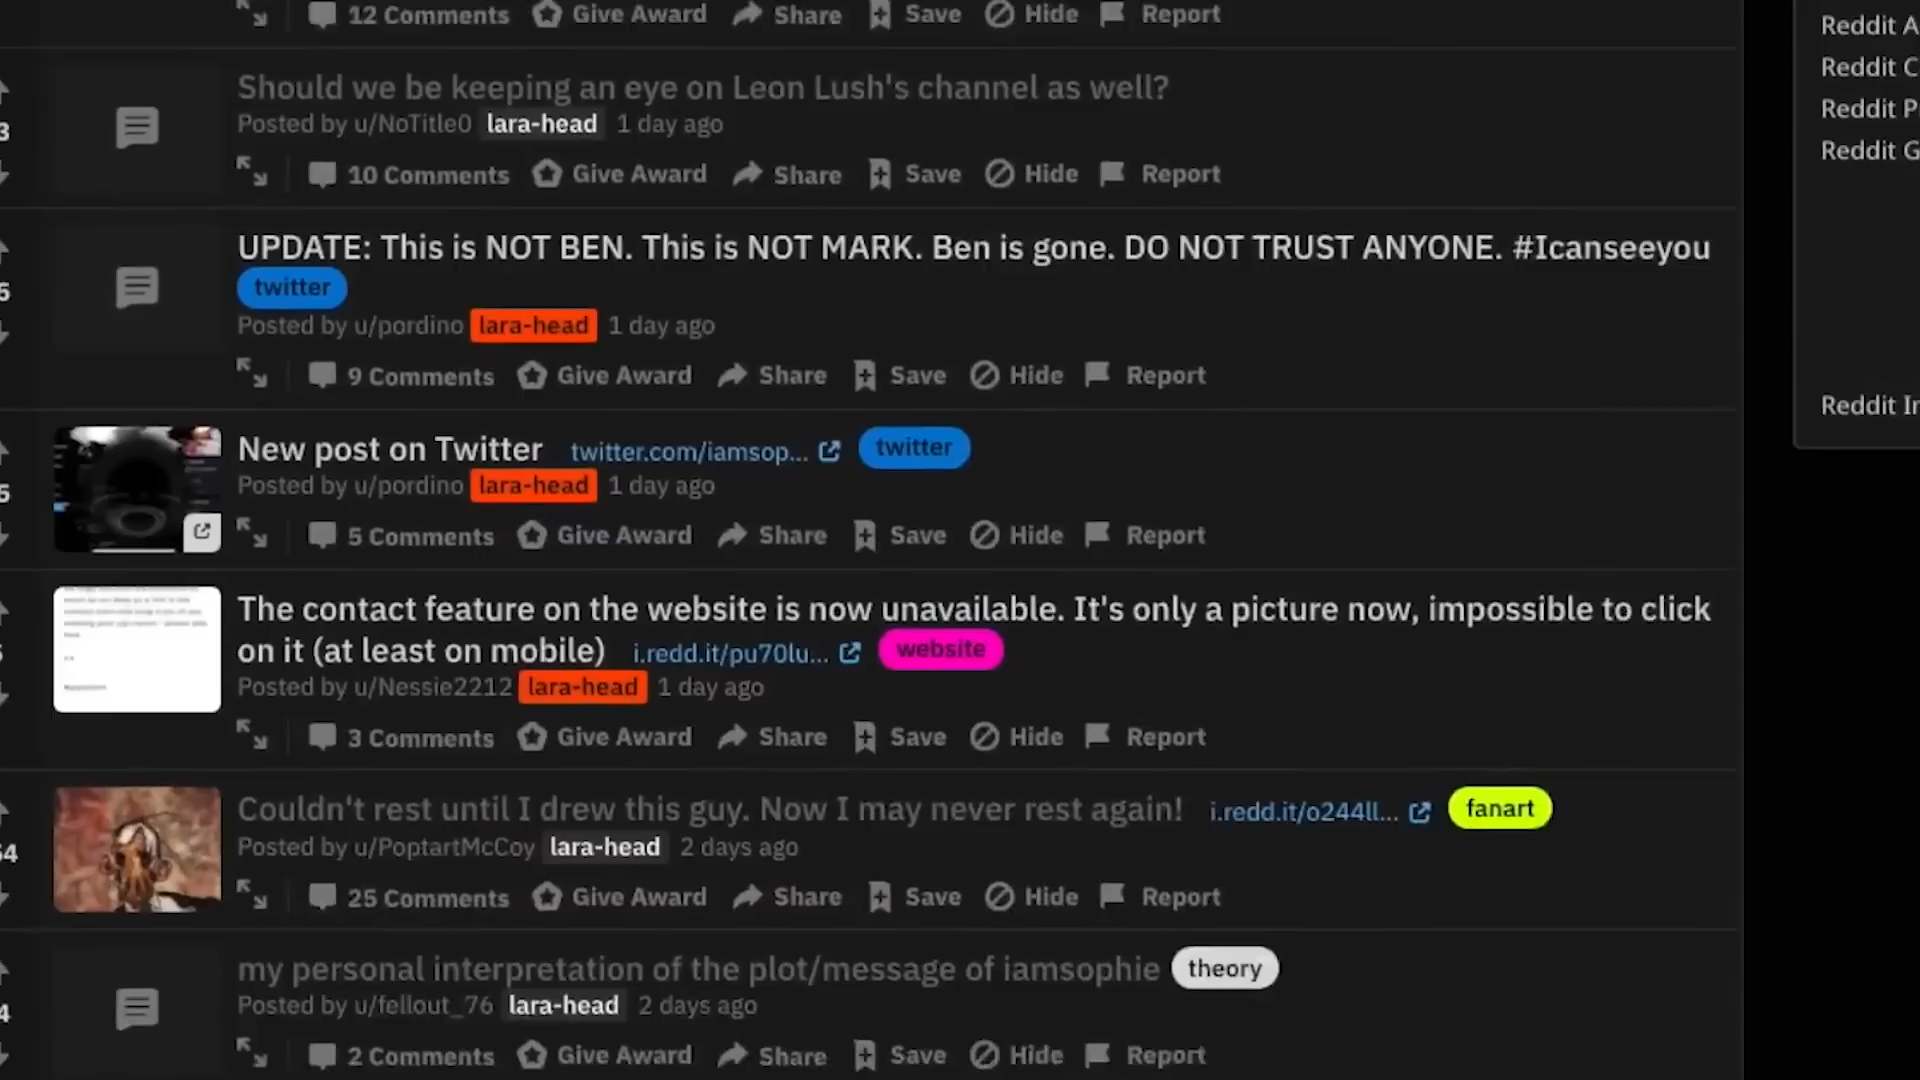 12 Comments Give Award Share Save Hide Report
Reddit
Should we be keeping an eye on Leon Lush's channel as well?
Reddit
3 Posted by u/NoTitle0 lara-head 1 day ago
Reddit
10 Comments Give Award Share Save Hide Report
Reddit
UPDATE: This is NOT BEN. This is NOT MARK. Ben is gone. DO NOT TRUST ANYONE. #Icanseeyou
twitter
Posted by u/pordino lara-head 1 day ago
9 Comments Give Award Share Save Hide Report
Reddit
New post on Twitter twitter.com/iamsop... twitter
Posted by u/pordino lara-head 1 day ago
5 Comments Give Award Share Save Hide Report
The contact feature on the website is now unavailable. It's only a picture now, impossible to click
on it (at least on mobile) i.redd.it/pu70lu... website
Posted by u/Nessie2212 lara-head 1 day ago
3 Comments Give Award Share Save Hide Report
Couldn't rest until I drew this guy. Now I may never rest again! i.redd.it/o244ll... fanart
Posted by u/PoptartMcCoy lara-head 2 days ago
25 Comments Give Award Share Save Hide Report
my personal interpretation of the plot/message of iamsophie theory
Posted by u/fellout_76 lara-head 2 days ago
2 Comments Give Award Share Save Hide Report